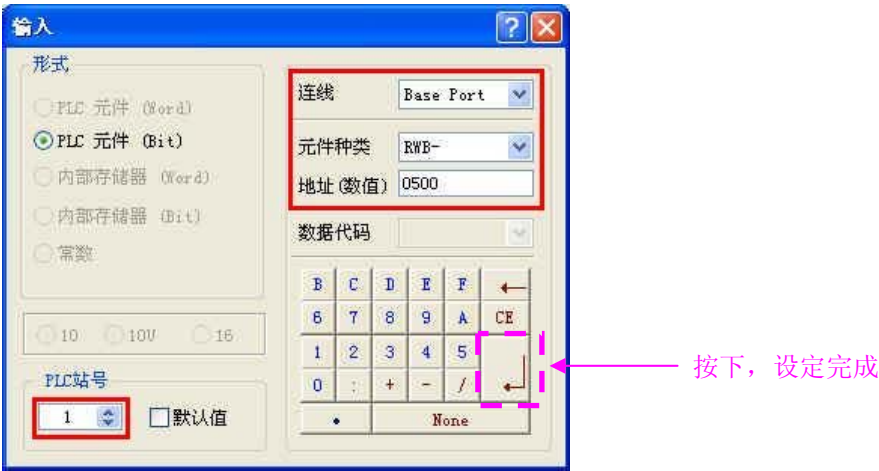 输入
形式
PLC 元件 (Word)
PLC 元件 (Bit)
内部存储器 (Word)
内部存储器 (Bit)
常数
10 10U 16
PLC站号
1 默认值
连线 Base Port
元件种类 RWB-
地址(数值) 0500
数据代码
B C D E F ←
6 7 8 9 A CE
1 2 3 4 5
0 : + - / ↵
• None
按下，设定完成